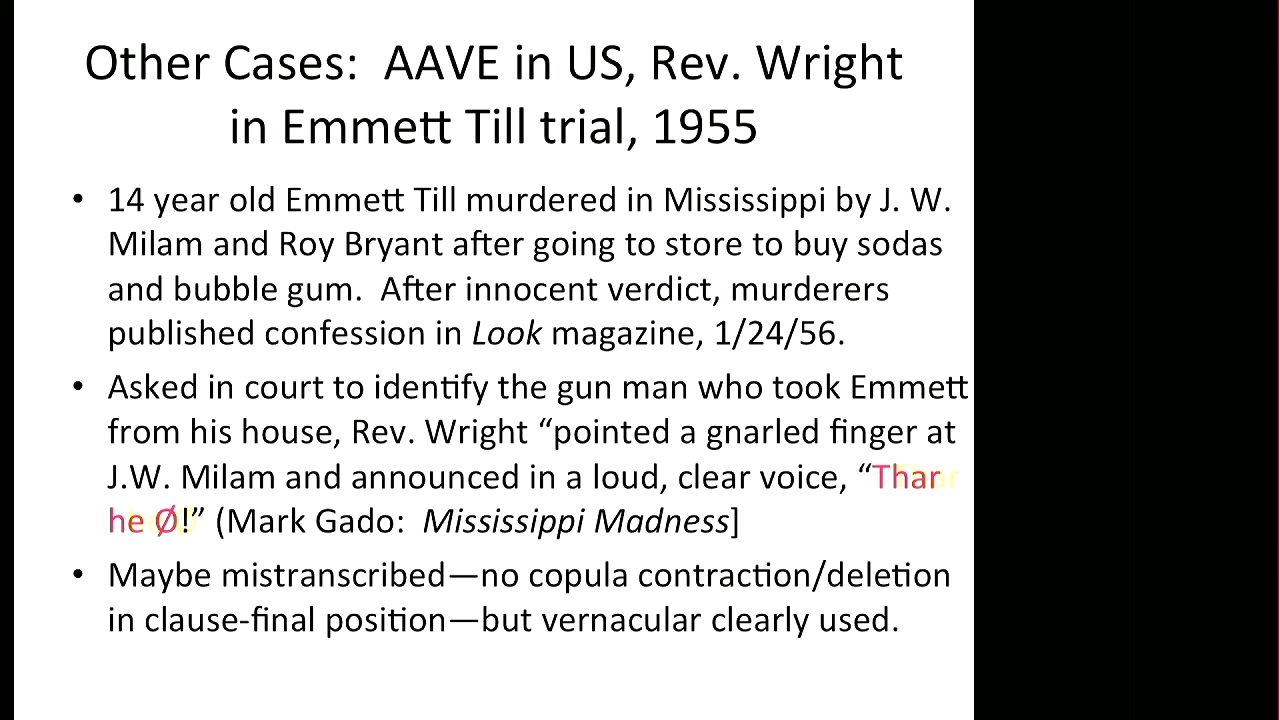 Other Cases:  AAVE in US, Rev. Wright
in Emmett Till trial, 1955
• 14 year old Emmett Till murdered in Mississippi by J. W.
Milam and Roy Bryant after going to store to buy sodas
and bubble gum.  After innocent verdict, murderers
published confession in Look magazine, 1/24/56.
• Asked in court to identify the gun man who took Emmett
from his house, Rev. Wright “pointed a gnarled finger at
J.W. Milam and announced in a loud, clear voice, “Thar
he Ø!” (Mark Gado:  Mississippi Madness]
• Maybe mistranscribed—no copula contraction/deletion
in clause-final position—but vernacular clearly used.